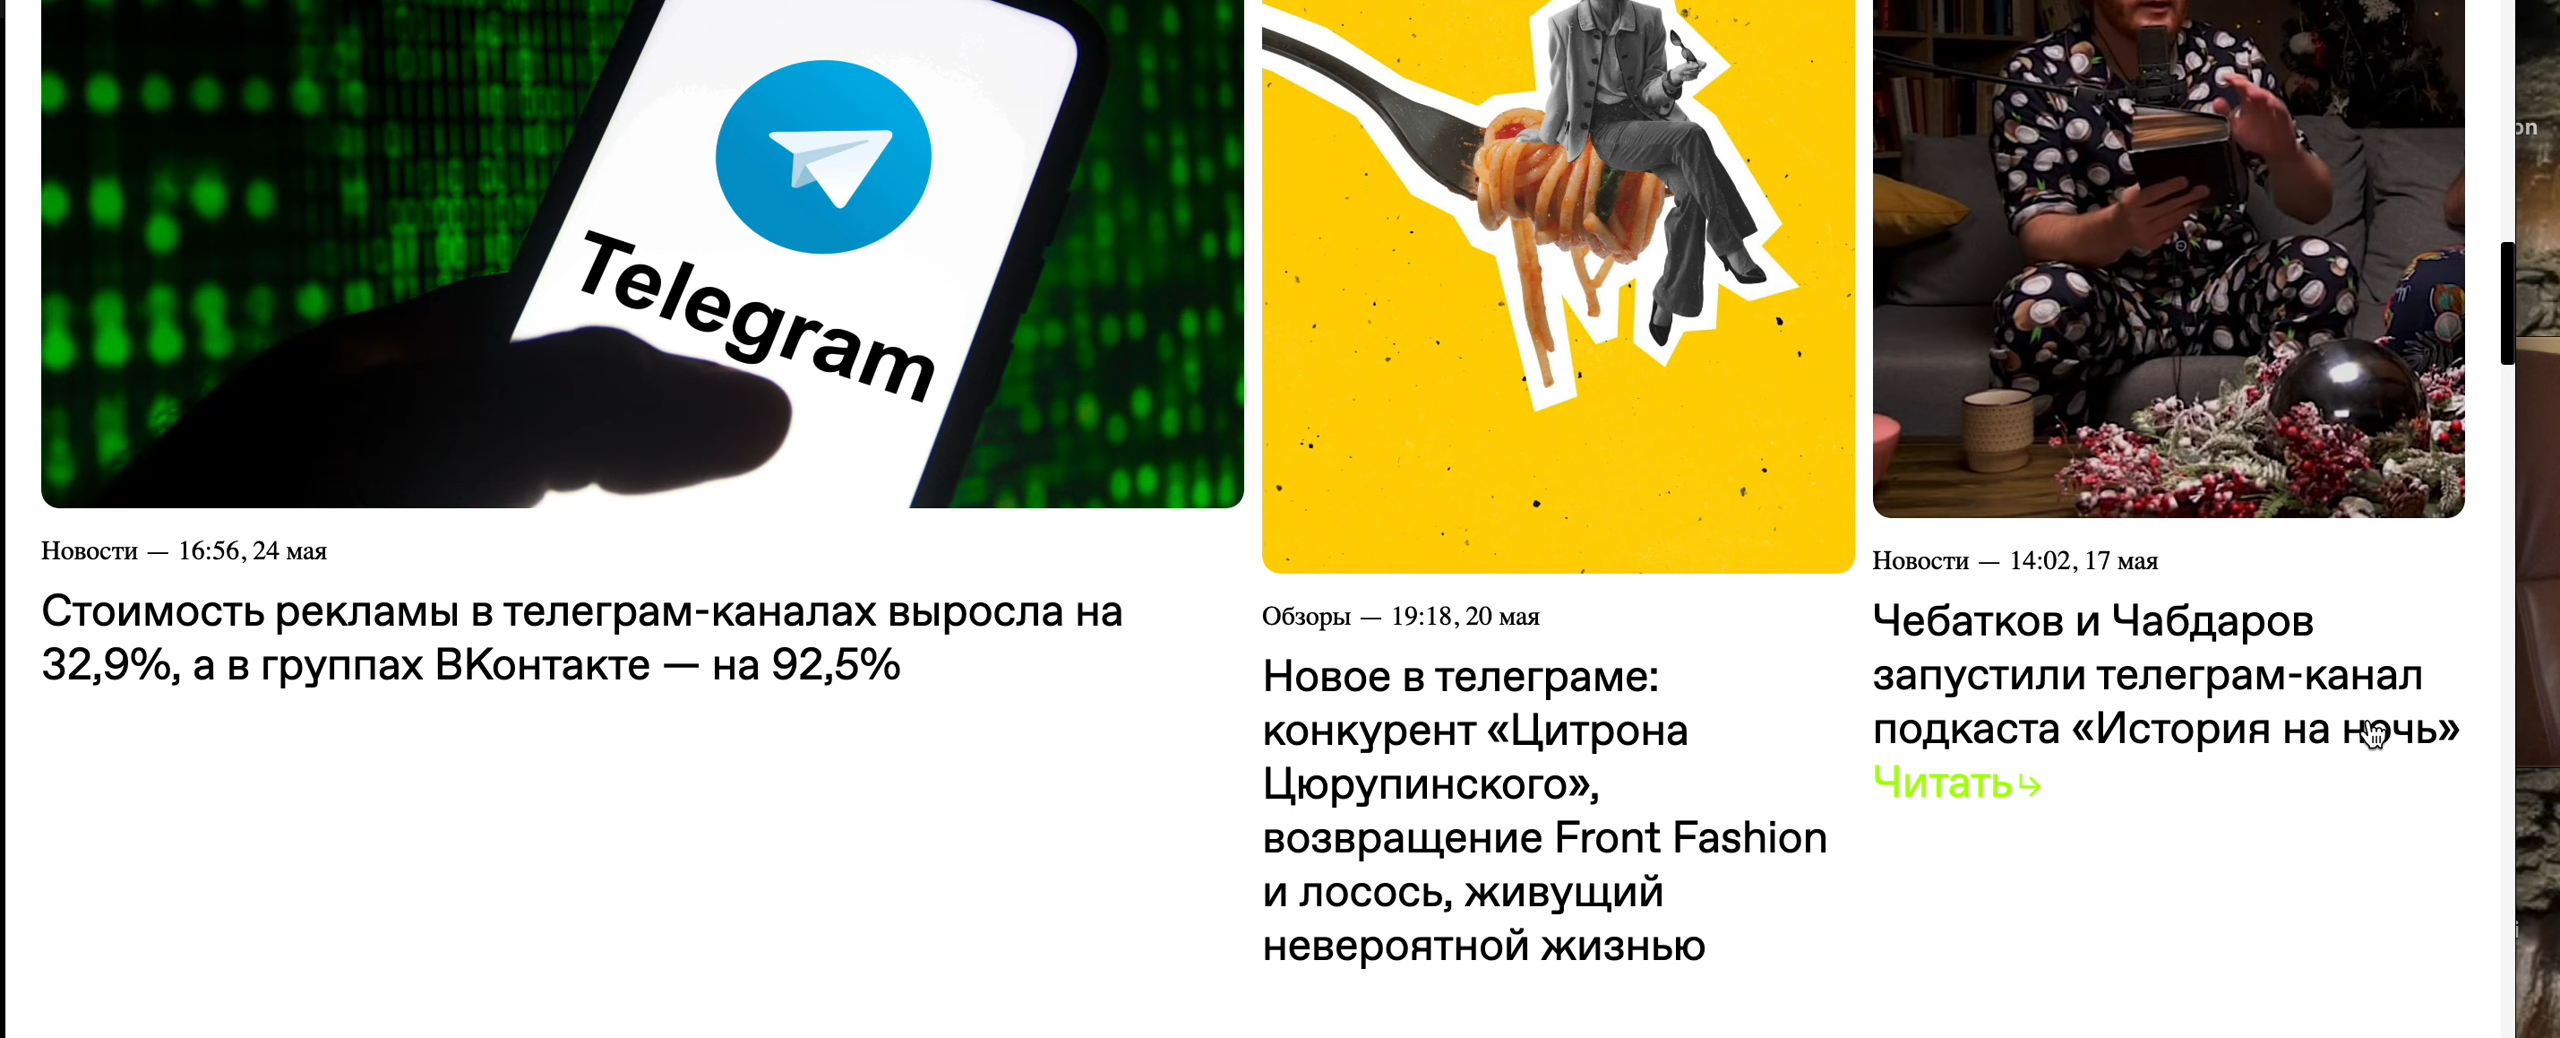 Telegram
Новости — 16:56, 24 мая
Стоимость рекламы в телеграм-каналах выросла на
32,9%, а в группах ВКонтакте — на 92,5%
Обзоры — 19:18, 20 мая
Новое в телеграме:
конкурент «Цитрона
Цюрупинского»,
возвращение Front Fashion
и лосось, живущий
невероятной жизнью
Новости — 14:02, 17 мая
Чебатков и Чабдаров
запустили телеграм-канал
подкаста «История на ночь»
Читать↳